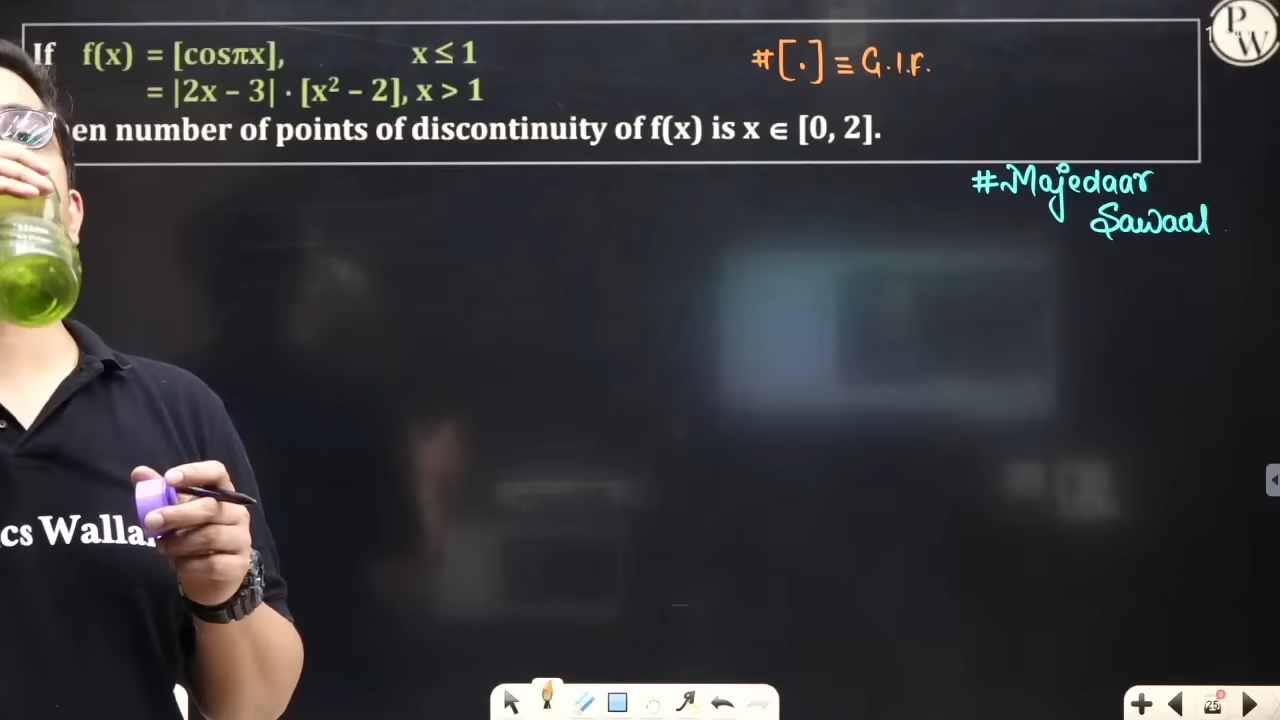 If f(x) = [cosπx], x ≤ 1
= |2x – 3| · [x² – 2], x > 1
en number of points of discontinuity of f(x) is x ∈ [0, 2].
#[.] ≡ G.I.F.
#Majedaar
Sawaal
P
W
cs Walla
25